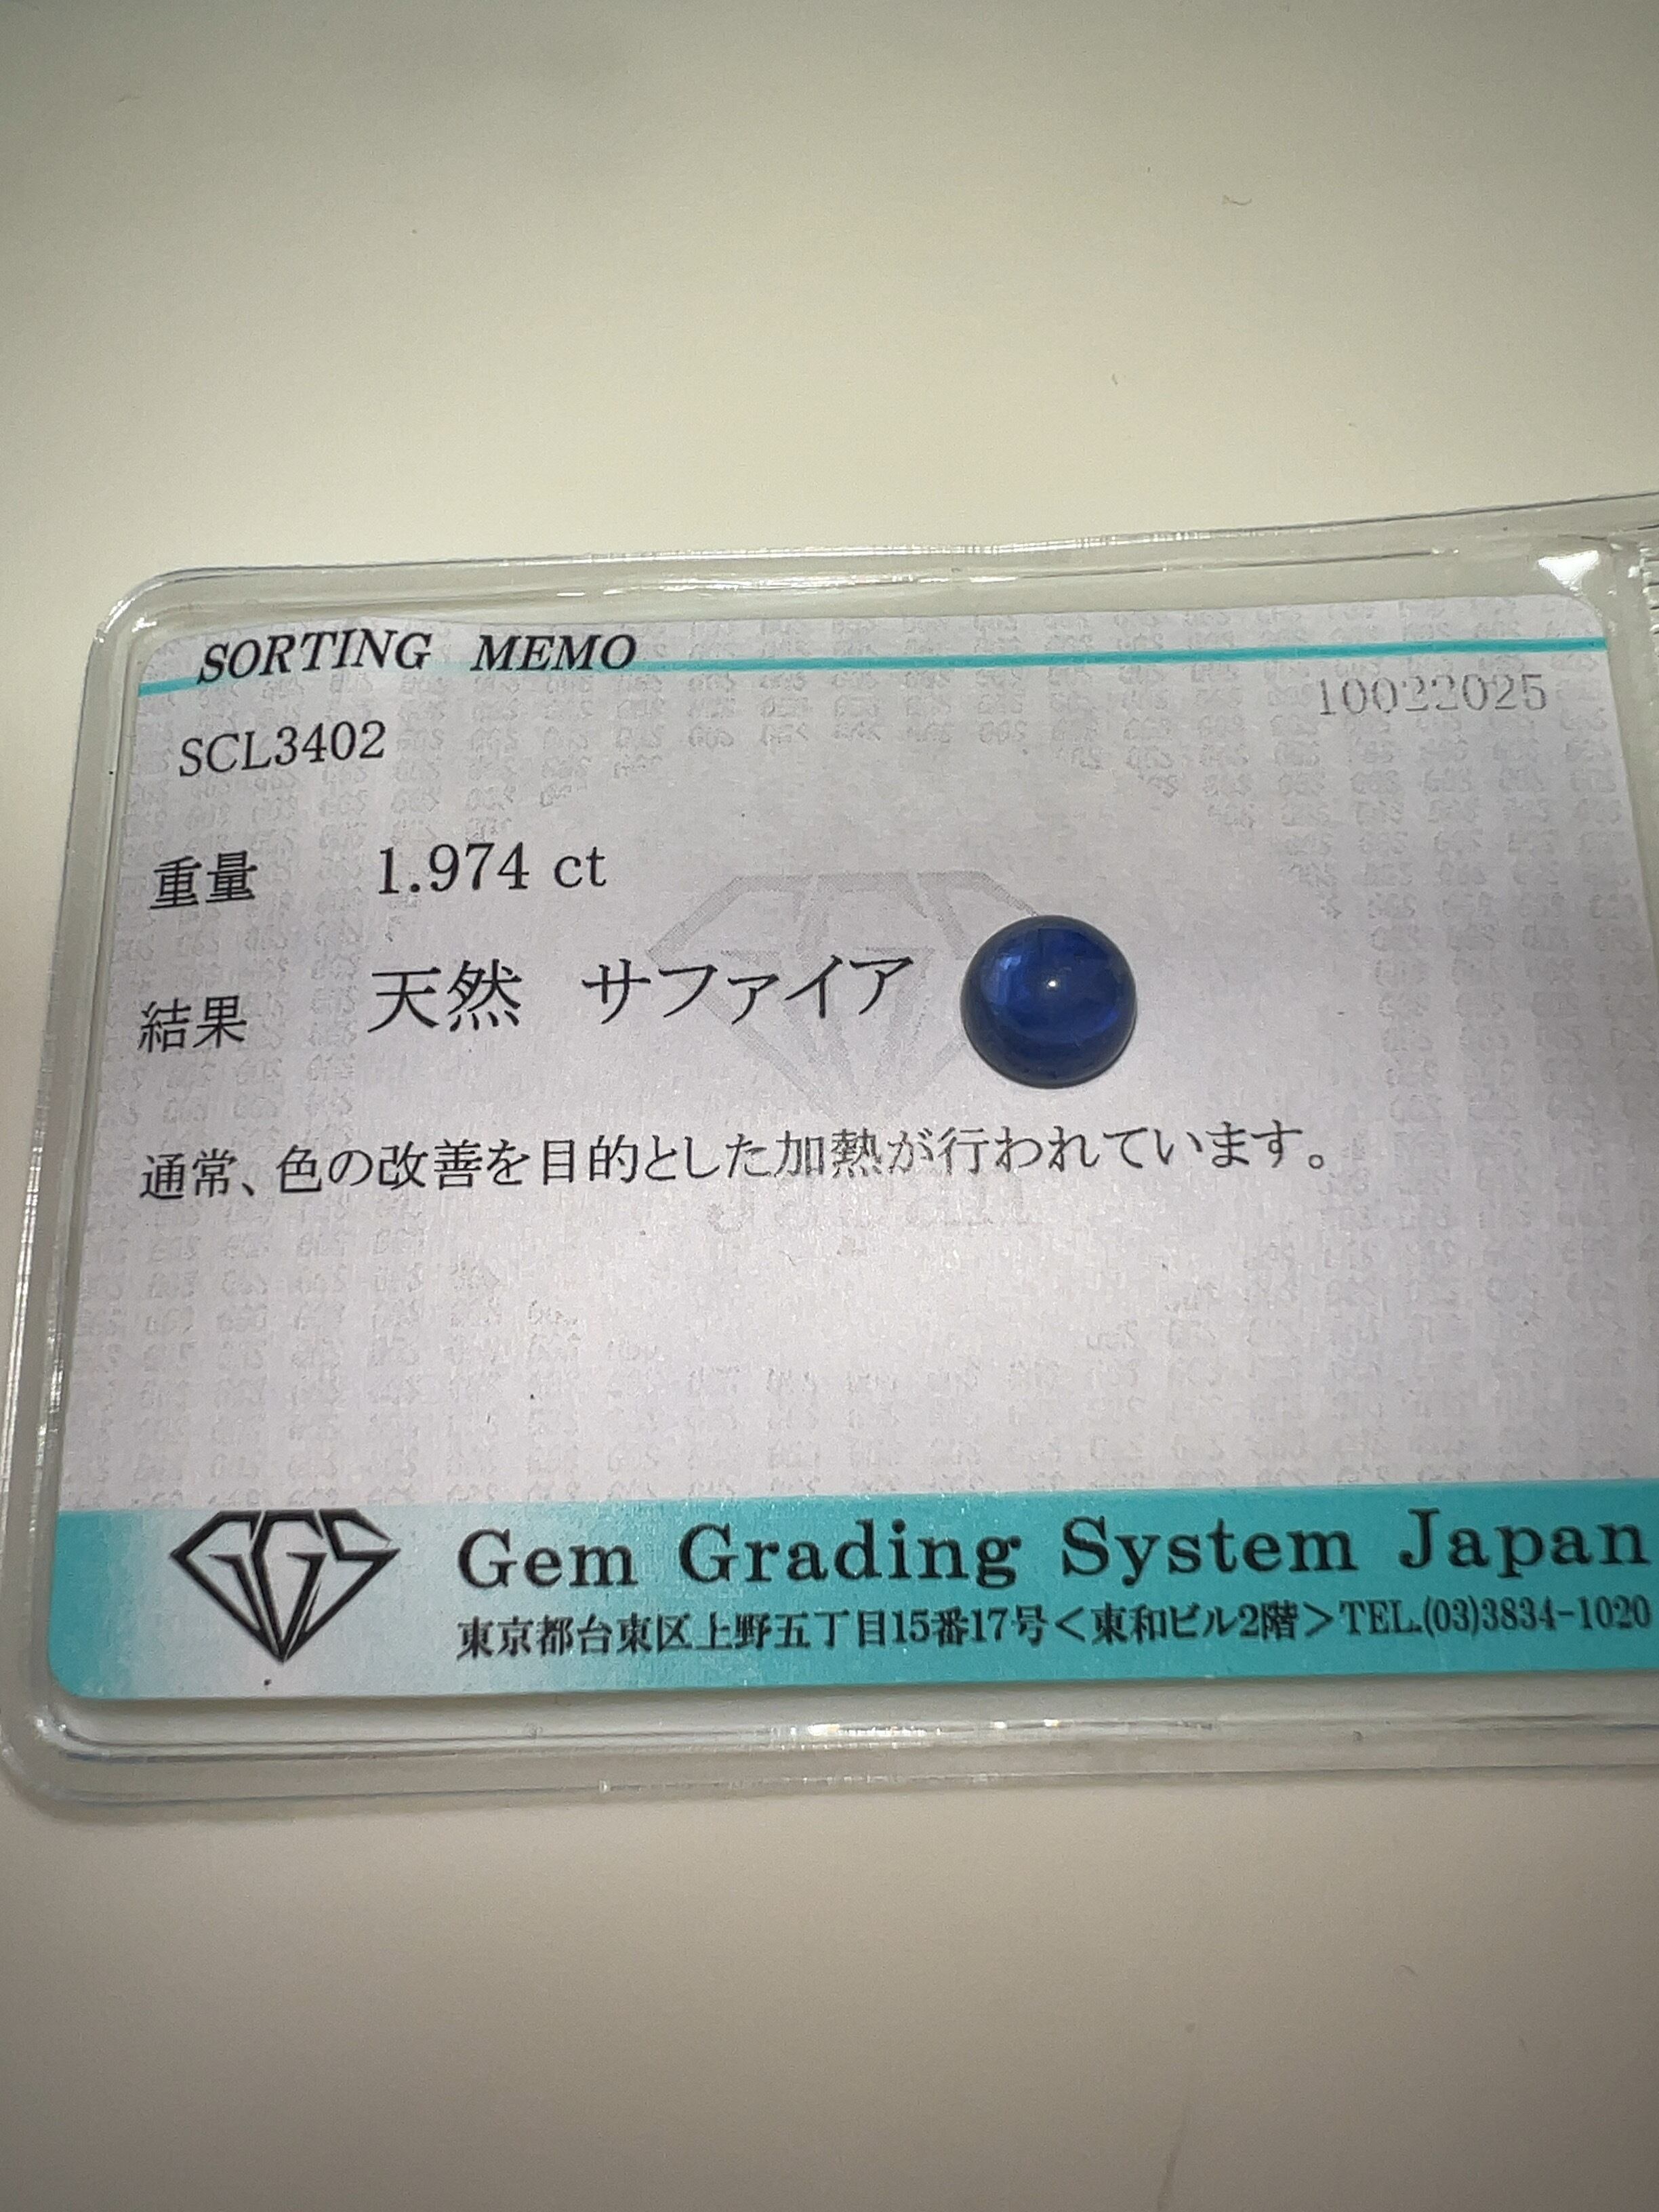 SORTING MEMO
10022025
SCL3402
重量 1.974 ct
結果 天然 サファイア
通常、色の改善を目的とした加熱が行われています。
GGS
Gem Grading System Japan
東京都台東区上野五丁目15番17号<東和ビル2階>TEL.(03)3834-1020